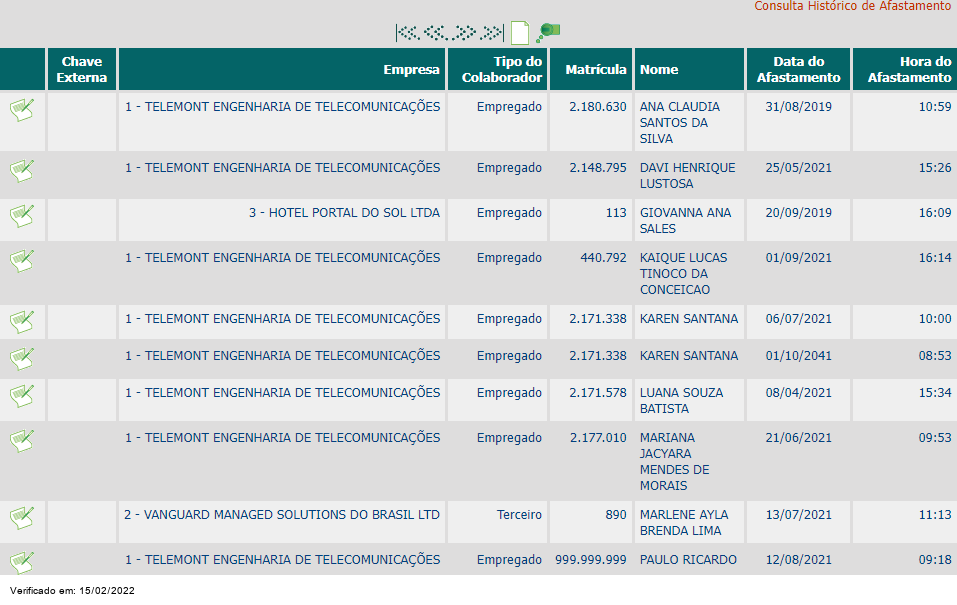 Consulta Histórico de Afastamento
Chave Externa Empresa Tipo do Colaborador Matrícula Nome Data do Afastamento Hora do Afastamento
1 - TELEMONT ENGENHARIA DE TELECOMUNICAÇÕES Empregado 2.180.630 ANA CLAUDIA 31/08/2019 10:59
SANTOS DA
SILVA
1 - TELEMONT ENGENHARIA DE TELECOMUNICAÇÕES Empregado 2.148.795 DAVI HENRIQUE 25/05/2021 15:26
LUSTOSA
3 - HOTEL PORTAL DO SOL LTDA Empregado 113 GIOVANNA ANA 20/09/2019 16:09
SALES
1 - TELEMONT ENGENHARIA DE TELECOMUNICAÇÕES Empregado 440.792 KAIQUE LUCAS 01/09/2021 16:14
TINOCO DA
CONCEICAO
1 - TELEMONT ENGENHARIA DE TELECOMUNICAÇÕES Empregado 2.171.338 KAREN SANTANA 06/07/2021 10:00
1 - TELEMONT ENGENHARIA DE TELECOMUNICAÇÕES Empregado 2.171.338 KAREN SANTANA 01/10/2041 08:53
1 - TELEMONT ENGENHARIA DE TELECOMUNICAÇÕES Empregado 2.171.578 LUANA SOUZA 08/04/2021 15:34
BATISTA
1 - TELEMONT ENGENHARIA DE TELECOMUNICAÇÕES Empregado 2.177.010 MARIANA 21/06/2021 09:53
JACYARA
MENDES DE
MORAIS
2 - VANGUARD MANAGED SOLUTIONS DO BRASIL LTD Terceiro 890 MARLENE AYLA 13/07/2021 11:13
BRENDA LIMA
1 - TELEMONT ENGENHARIA DE TELECOMUNICAÇÕES Empregado 999.999.999 PAULO RICARDO 12/08/2021 09:18
Verificado em: 15/02/2022